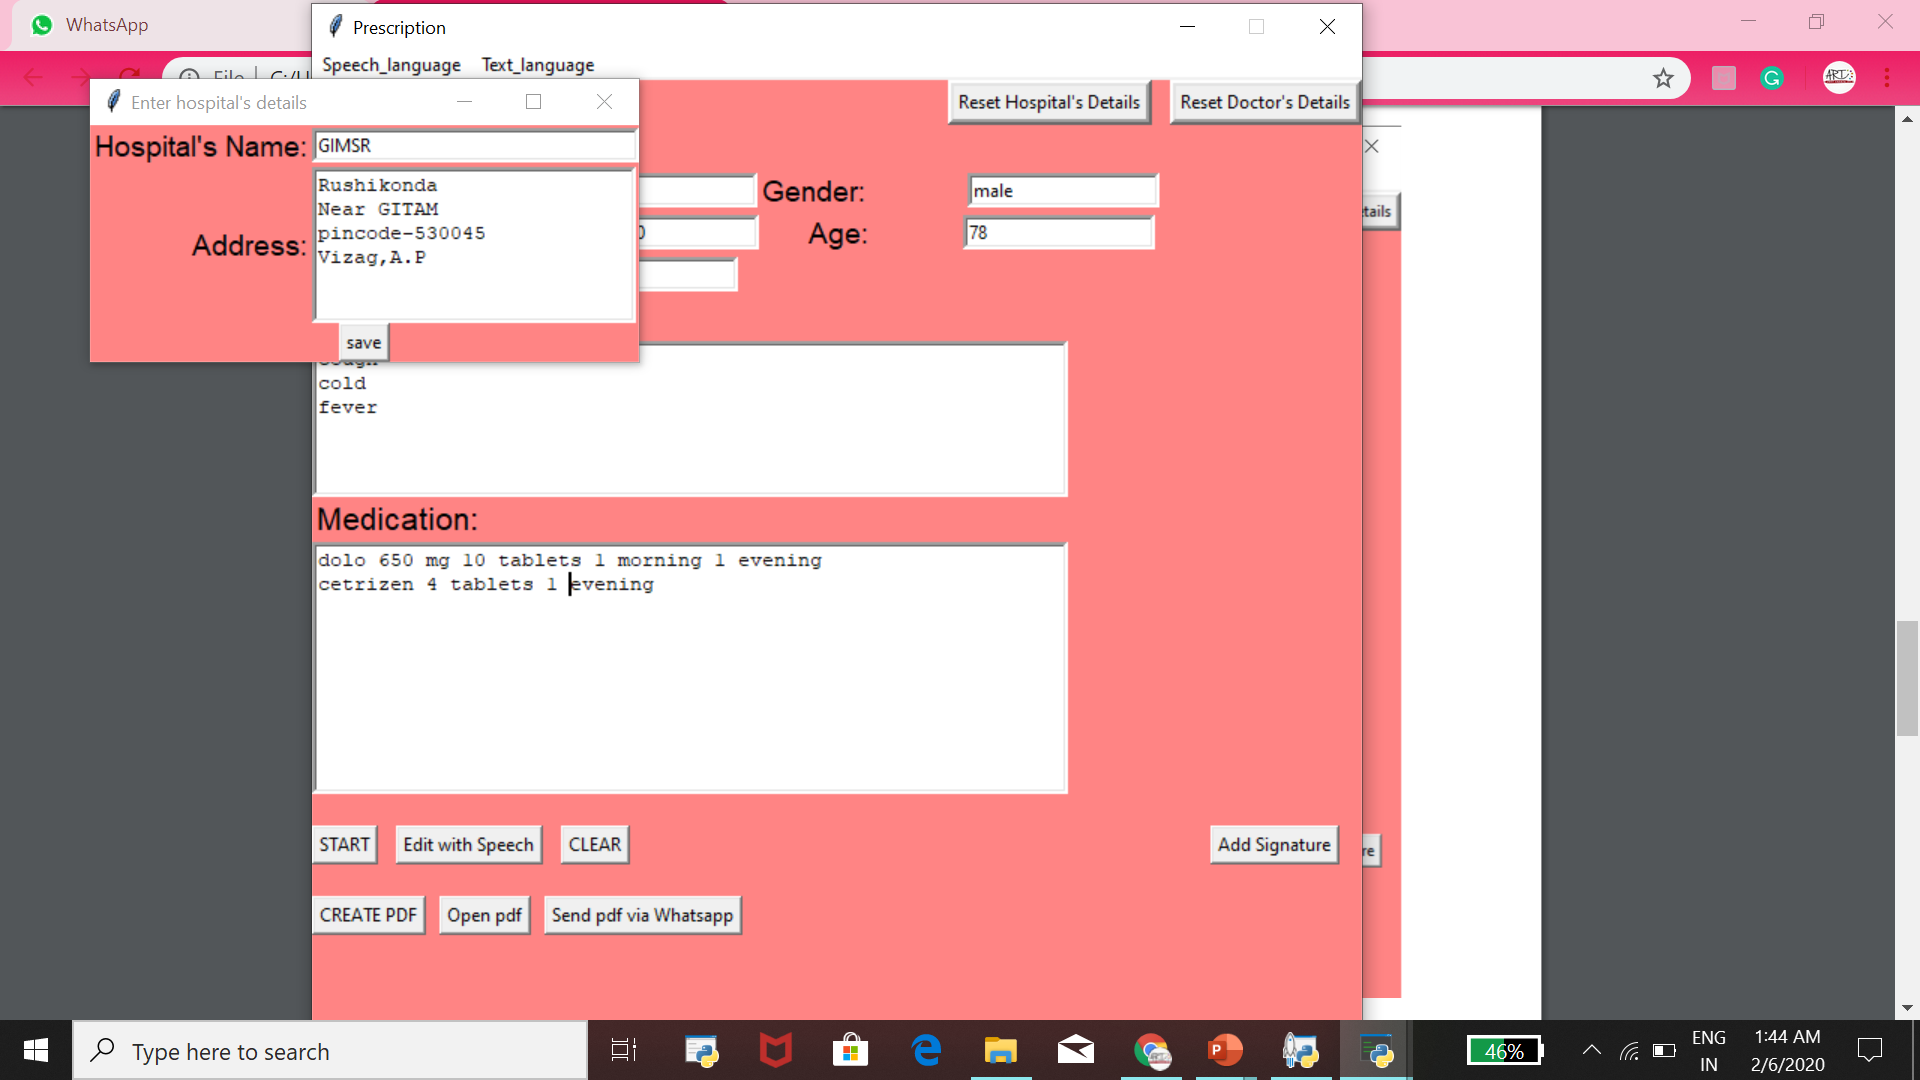 WhatsApp
Prescription
Speech_language Text_language
File
Enter hospital's details
Reset Hospital's Details Reset Doctor's Details
Hospital's Name: GIMSR
Address:
Rushikonda
Near GITAM
pincode-530045
Vizag,A.P
save
Gender: male
Age: 78
cold
fever
Medication:
dolo 650 mg 10 tablets 1 morning 1 evening
cetrizen 4 tablets 1 evening
START Edit with Speech CLEAR Add Signature
CREATE PDF Open pdf Send pdf via Whatsapp
Type here to search
46%
ENG
IN
1:44 AM
2/6/2020